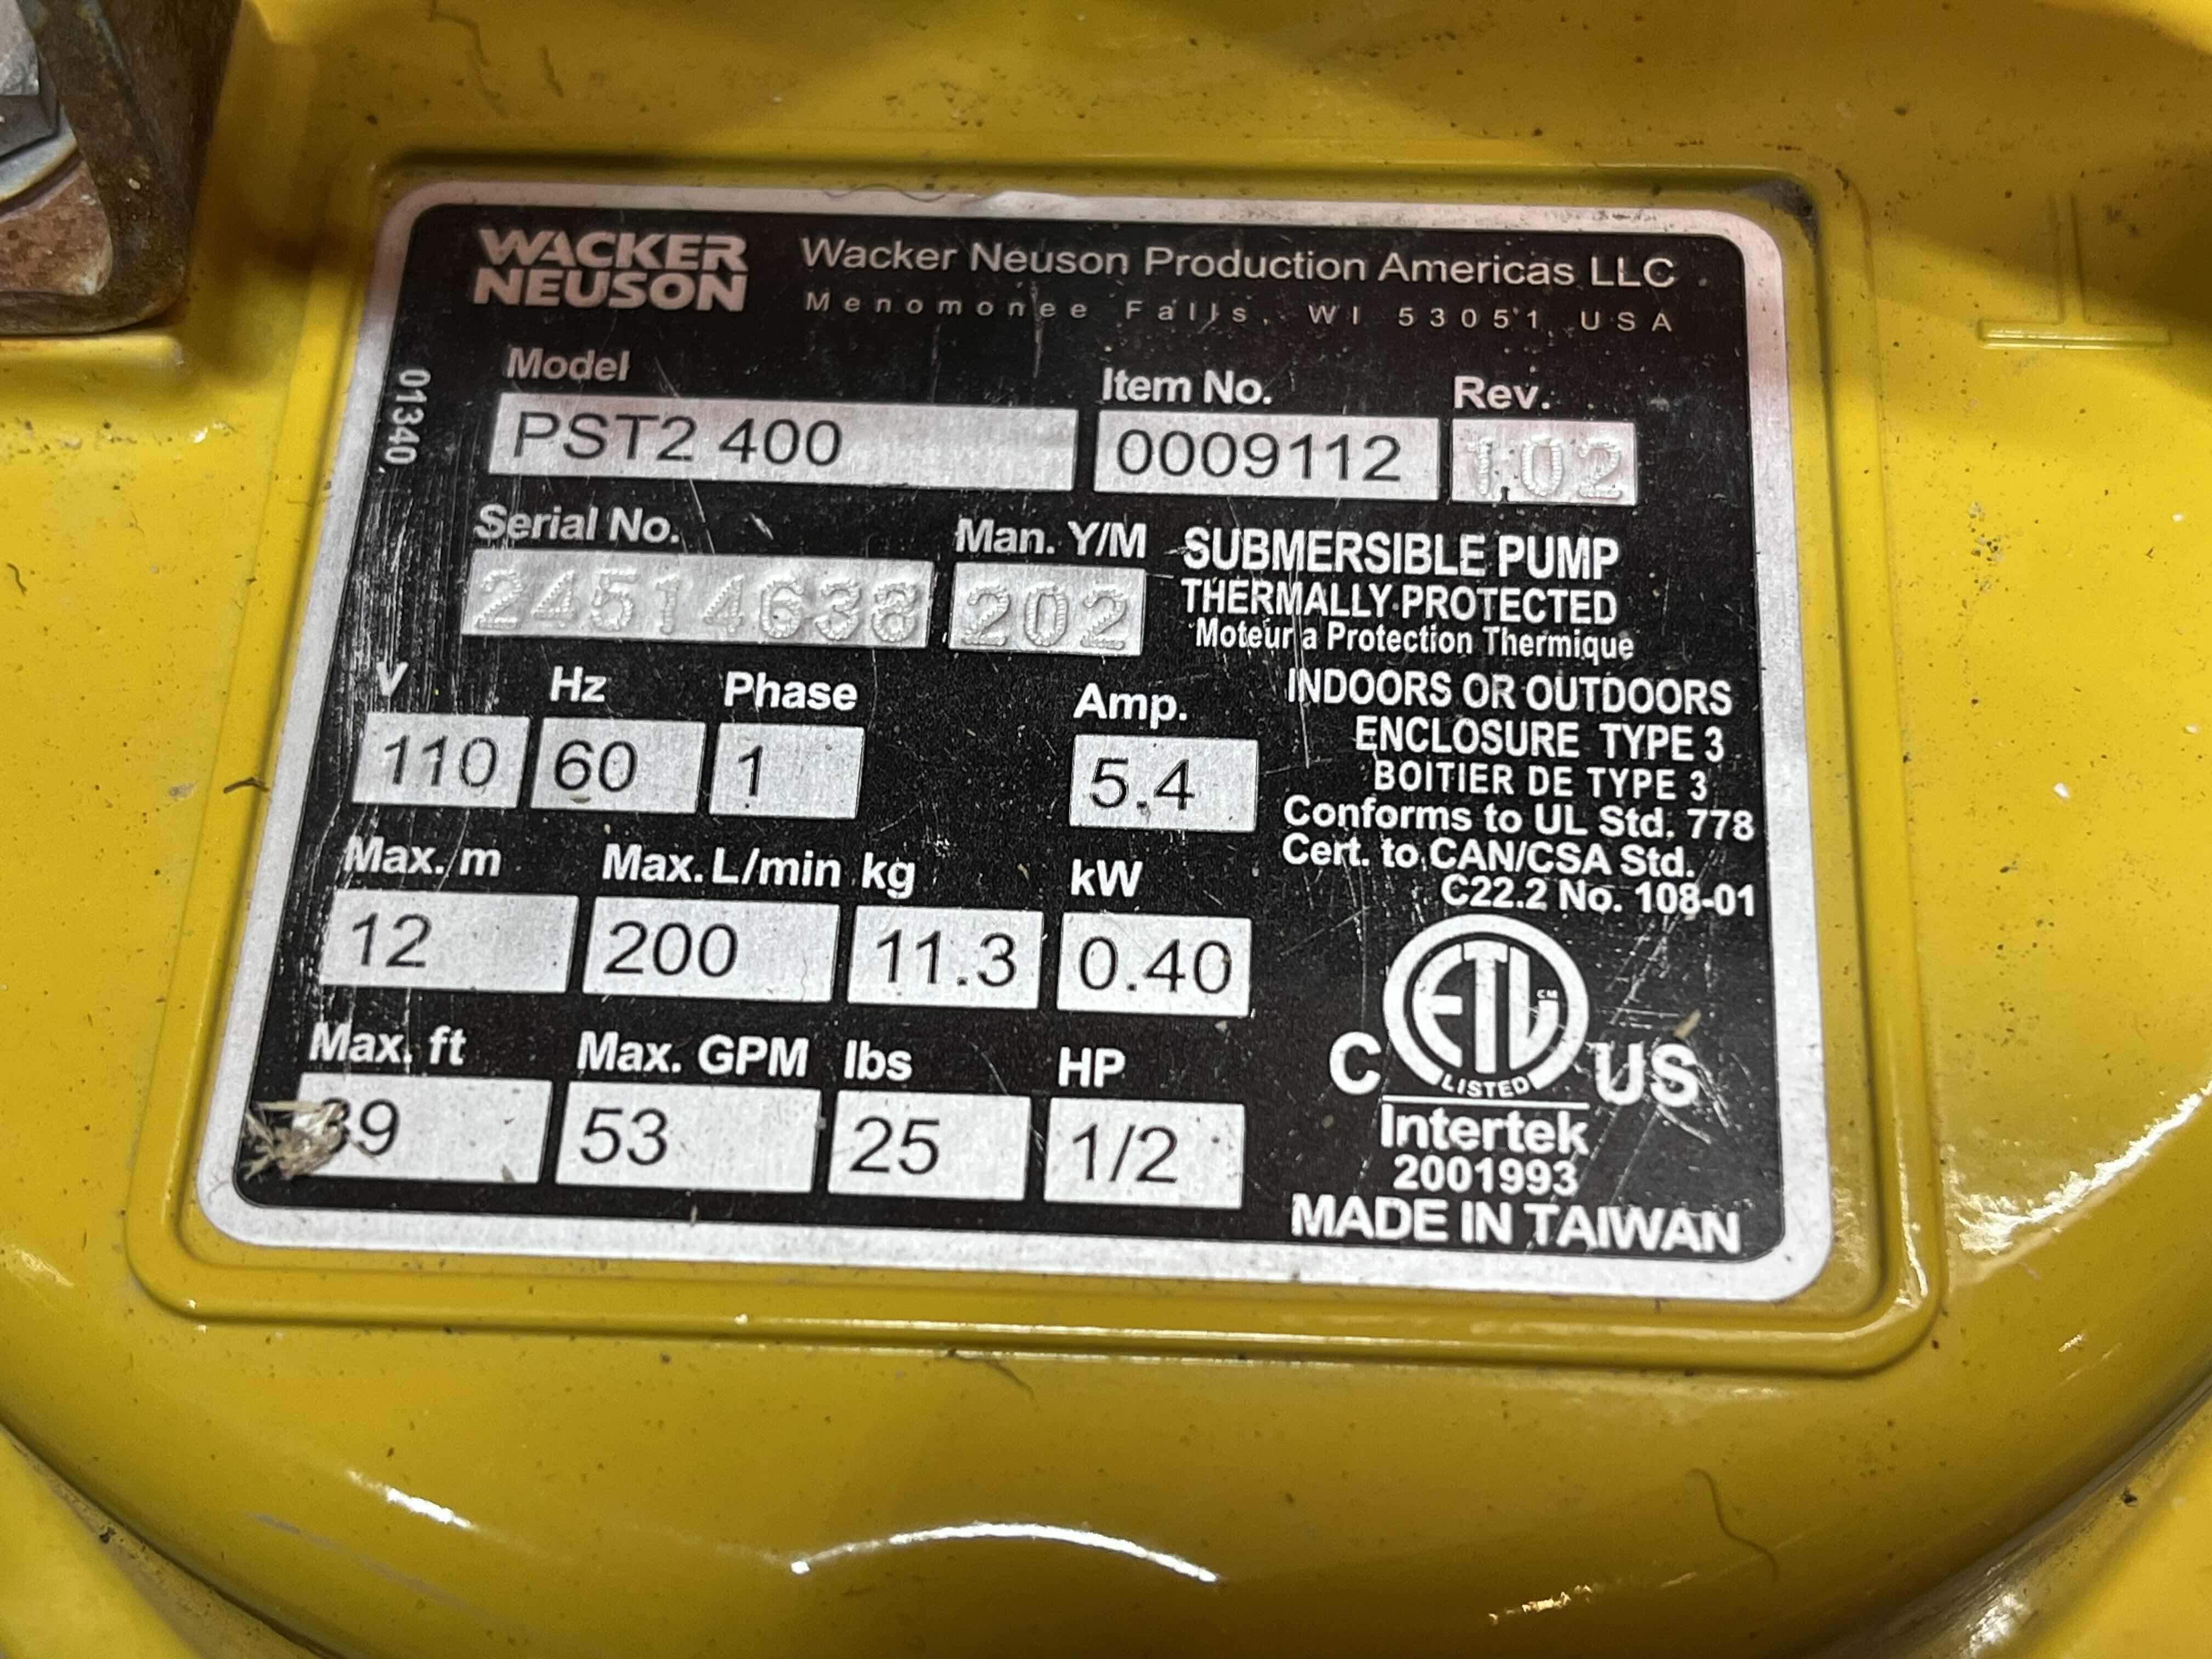 WACKER
NEUSON
Wacker Neuson Production Americas LLC
Menomonee Falls, WI 53051 USA
01340
Model Item No. Rev.
PST2 400 0009112 102
Serial No. Man. Y/M
24514638 202
SUBMERSIBLE PUMP
THERMALLY PROTECTED
Moteur a Protection Thermique
V Hz Phase Amp.
110 60 1 5.4
INDOORS OR OUTDOORS
ENCLOSURE TYPE 3
BOITIER DE TYPE 3
Conforms to UL Std. 778
Cert. to CAN/CSA Std.
C22.2 No. 108-01
Max. m Max. L/min kg kW
12 200 11.3 0.40
Max. ft Max. GPM lbs HP
39 53 25 1/2
C ETL CM US
LISTED
Intertek
2001993
MADE IN TAIWAN